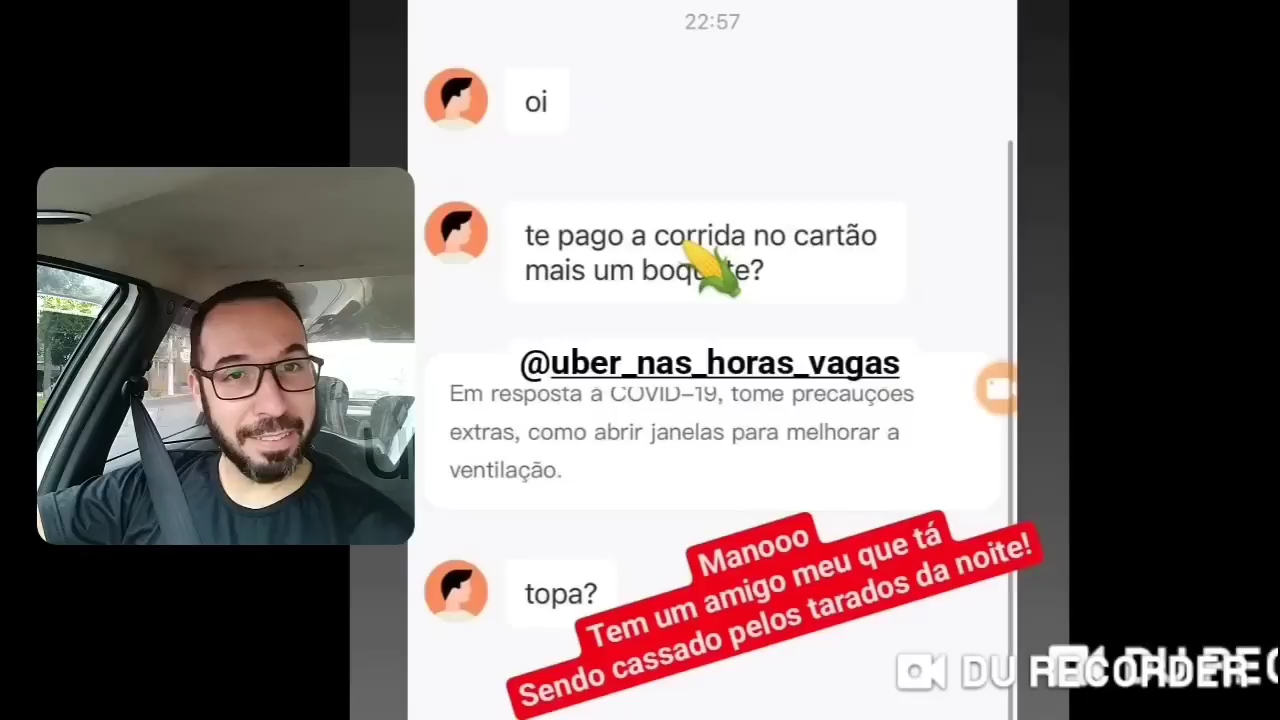 22:57
oi
te pago a corrida no cartão
mais um boqu te?
@uber_nas_horas_vagas
Em resposta à COVID-19, tome precauções
extras, como abrir janelas para melhorar a
ventilação.
topa?
Manooo
Tem um amigo meu que tá
Sendo cassado pelos tarados da noite!
DU RECORDER